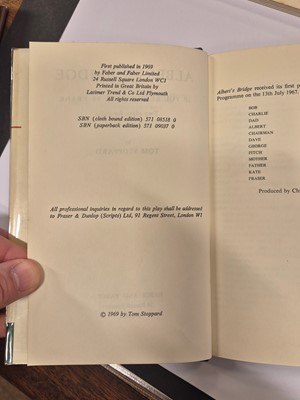 First published in 1969
by Faber and Faber Limited
24 Russell Square London WC1
Printed in Great Britain by
Latimer Trend & Co Ltd Plymouth
All rights reserved
SBN (cloth bound edition) 571 08318 0
SBN (paperback edition) 571 09037 0
All professional inquiries in regard to this play shall be addressed
to Fraser & Dunlop (Scripts) Ltd, 91 Regent Street, London W1
© 1969 by Tom Stoppard
Albert's Bridge received its first p
Programme on the 13th July 1967
BOB
CHARLIE
DAD
ALBERT
CHAIRMAN
DAVE
GEORGE
FITCH
MOTHER
FATHER
KATE
FRASER
Produced by Ch